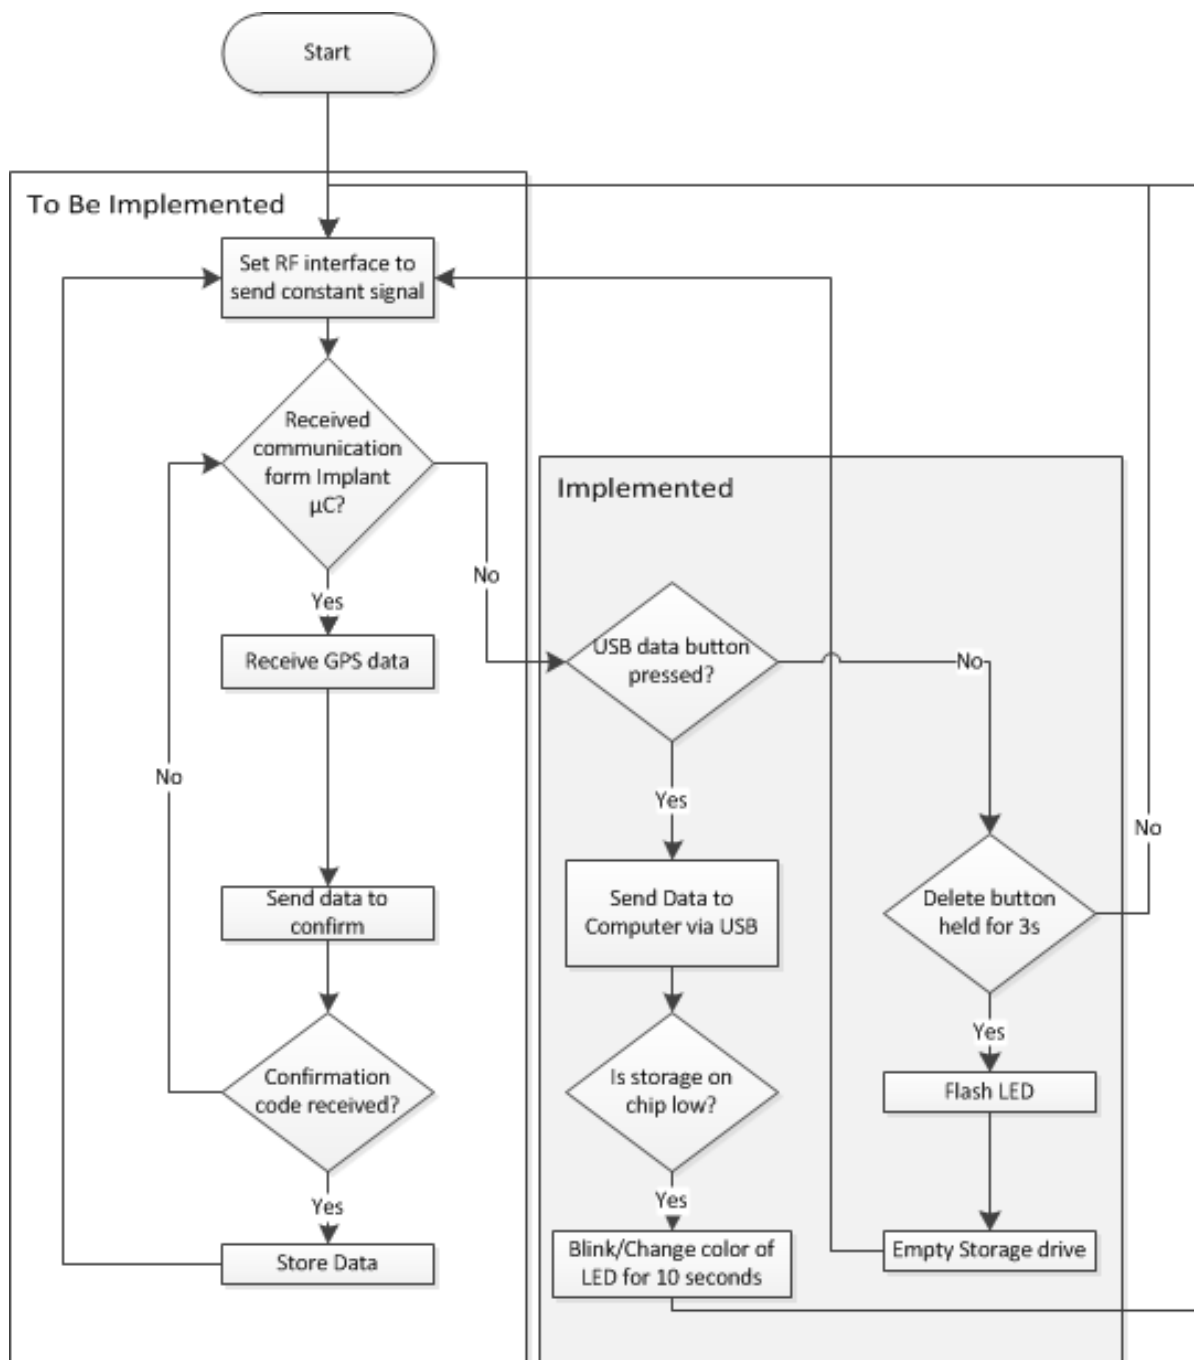 Start
To Be Implemented
Set RF interface to
send constant signal
Received
communication
form Implant
µC?
No
Yes
Receive GPS data
No
Send data to
confirm
Confirmation
code received?
Yes
Store Data
Implemented
USB data button
pressed?
No
Yes
Send Data to
Computer via USB
Is storage on
chip low?
Yes
Blink/Change color of
LED for 10 seconds
No
Delete button
held for 3s
Yes
Flash LED
Empty Storage drive